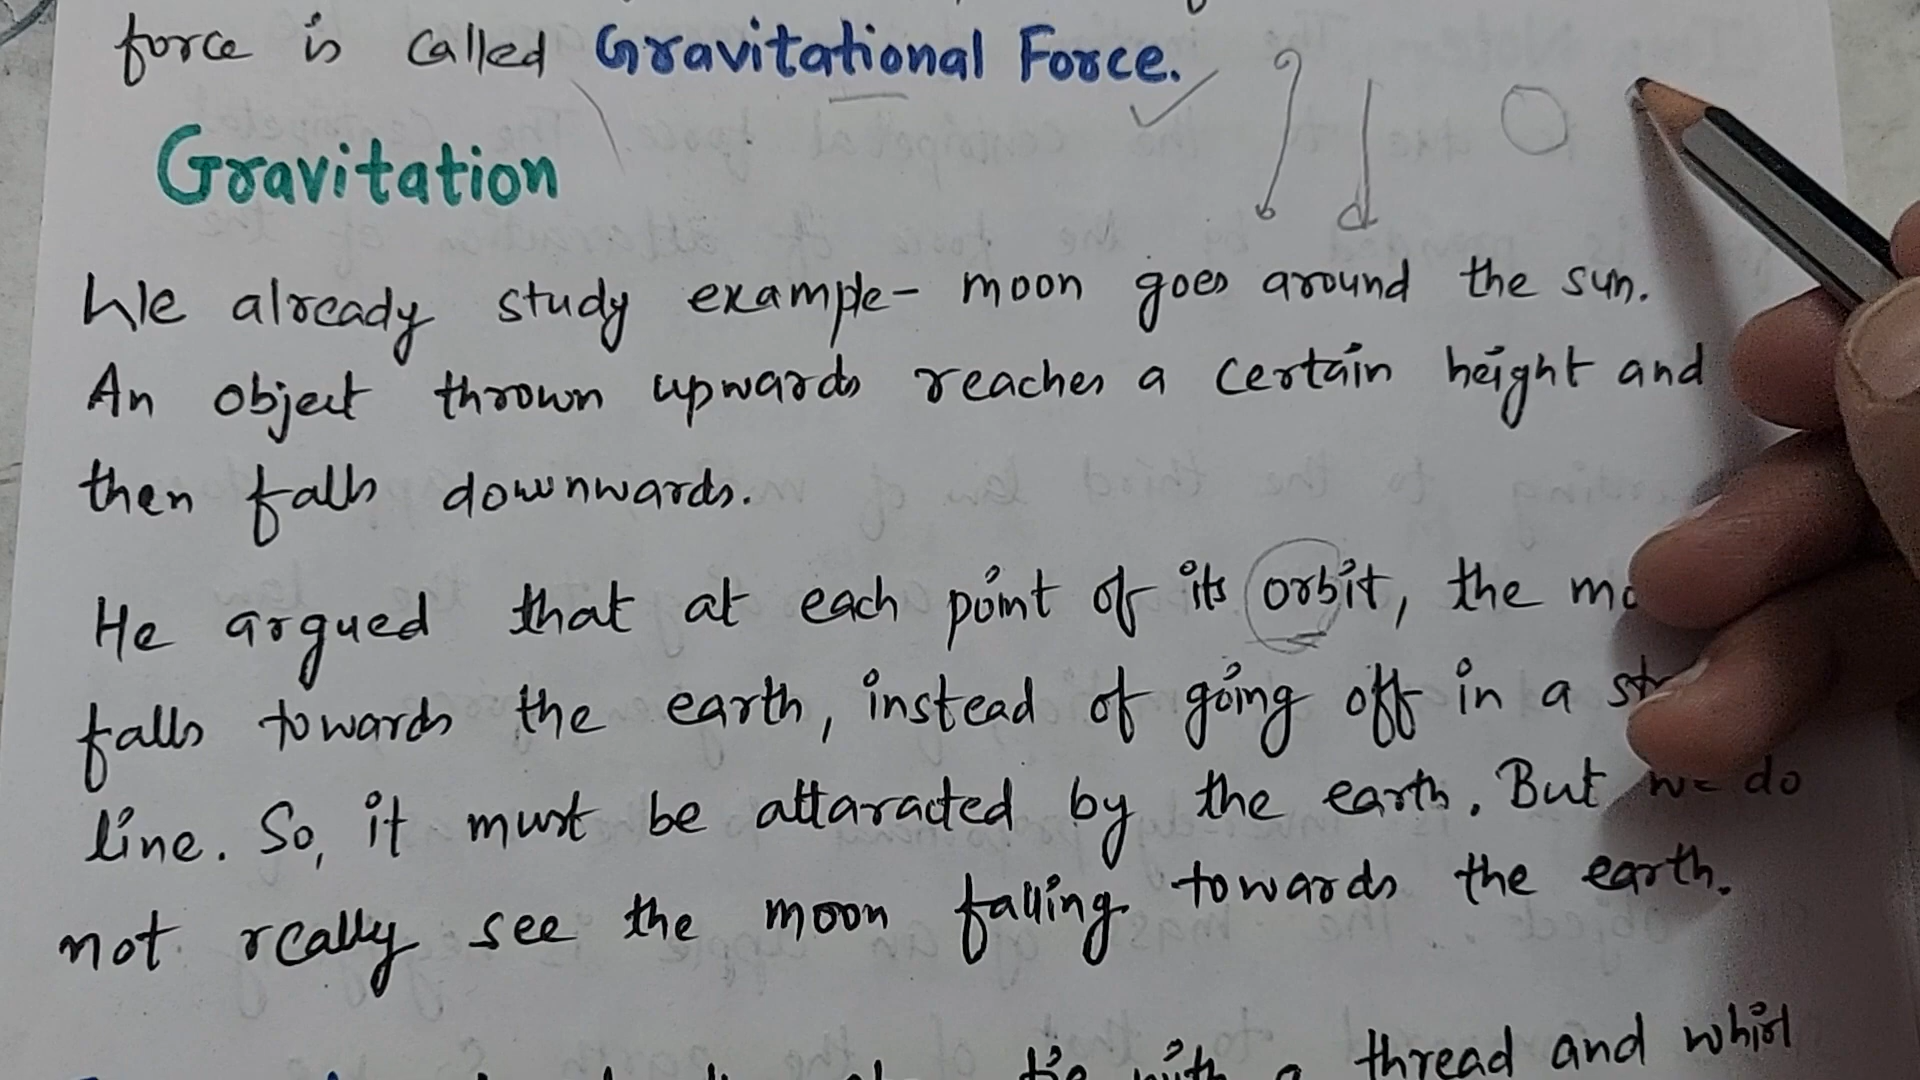 force is called Gravitational Force.
Gravitation
We already study example- moon goes around the sun.
An object thrown upwards reaches a certain height and
then falls downwards.
He argued that at each point of its orbit, the
falls towards the earth, instead of going off in a
line. So, it must be attaracted by the earth. But we do
not really see the moon falling towards the earth.
with a thread and whirl